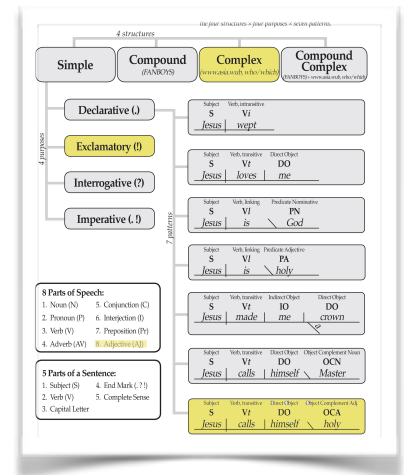 the four structures × four purposes × seven patterns.
4 structures
Simple
Compound
(FANBOYS)
Complex
(www.asia.wub, who/which)
Compound
Complex
(FANBOYS) + www.asia.wub, who/which)
4 purposes
Declarative (.)
Exclamatory (!)
Interrogative (?)
Imperative (. !)
7 patterns
Subject Verb, intransitive
S Vi
Jesus wept
Subject Verb, transitive Direct Object
S Vt DO
Jesus loves me
Subject Verb, linking Predicate Nominative
S Vl PN
Jesus is God
Subject Verb, linking Predicate Adjective
S Vl PA
Jesus is holy
Subject Verb, transitive Indirect Object Direct Object
S Vt IO DO
Jesus made me crown
a
Subject Verb, transitive Direct Object Object Complement Noun
S Vt DO OCN
Jesus calls himself Master
Subject Verb, transitive Direct Object Object Complement Adj.
S Vt DO OCA
Jesus calls himself holy
8 Parts of Speech:
1. Noun (N) 5. Conjunction (C)
2. Pronoun (P) 6. Interjection (I)
3. Verb (V) 7. Preposition (Pr)
4. Adverb (AV) 8. Adjective (AJ)
5 Parts of a Sentence:
1. Subject (S) 4. End Mark (. ? !)
2. Verb (V) 5. Complete Sense
3. Capital Letter